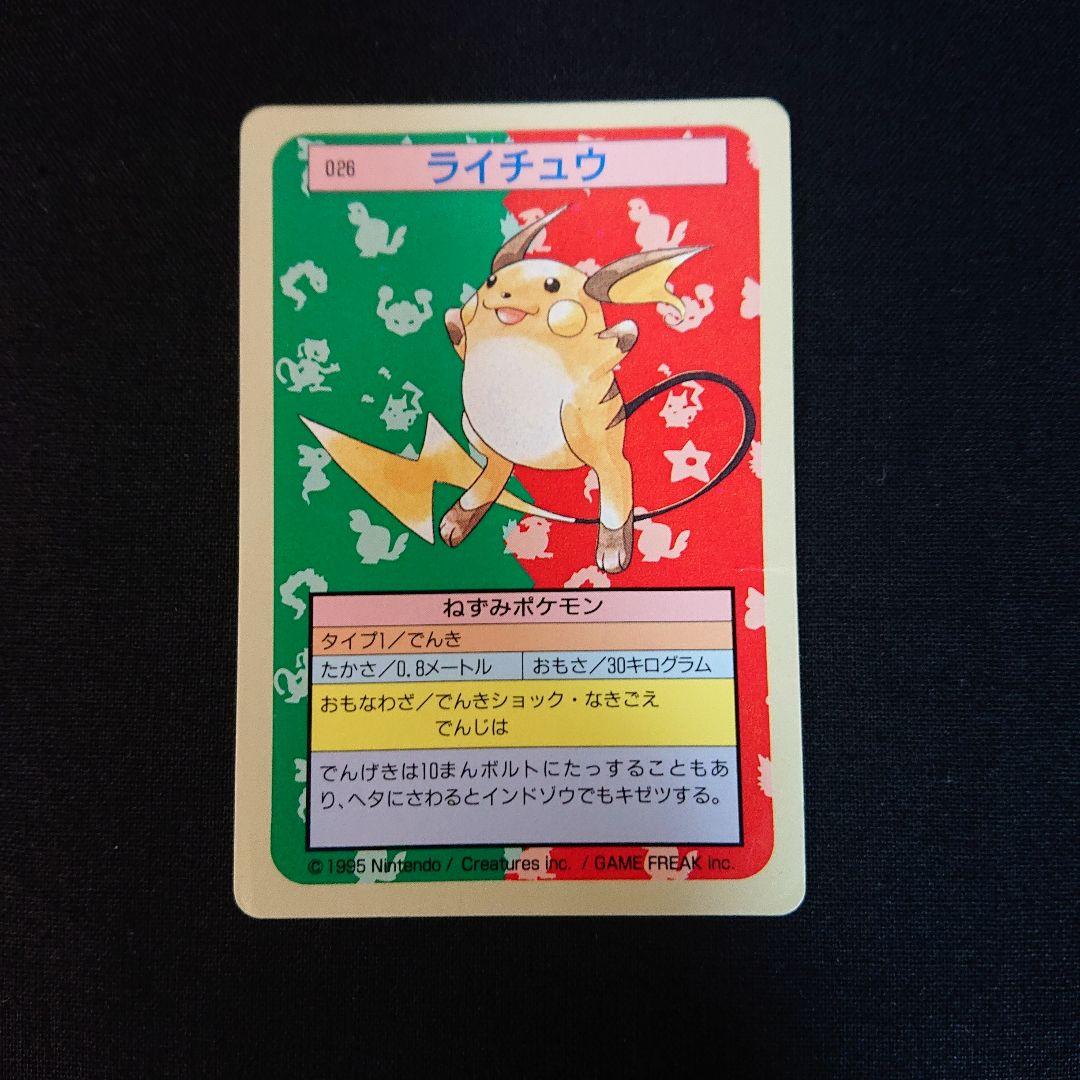 026 ライチュウ
ねずみポケモン
タイプ1／でんき
たかさ／0.8メートル おもさ／30キログラム
おもなわざ／でんきショック・なきごえ
でんじは
でんげきは10まんボルトにたっすることもあ
り、ヘタにさわるとインドゾウでもキゼツする。
© 1995 Nintendo / Creatures inc. / GAME FREAK inc.